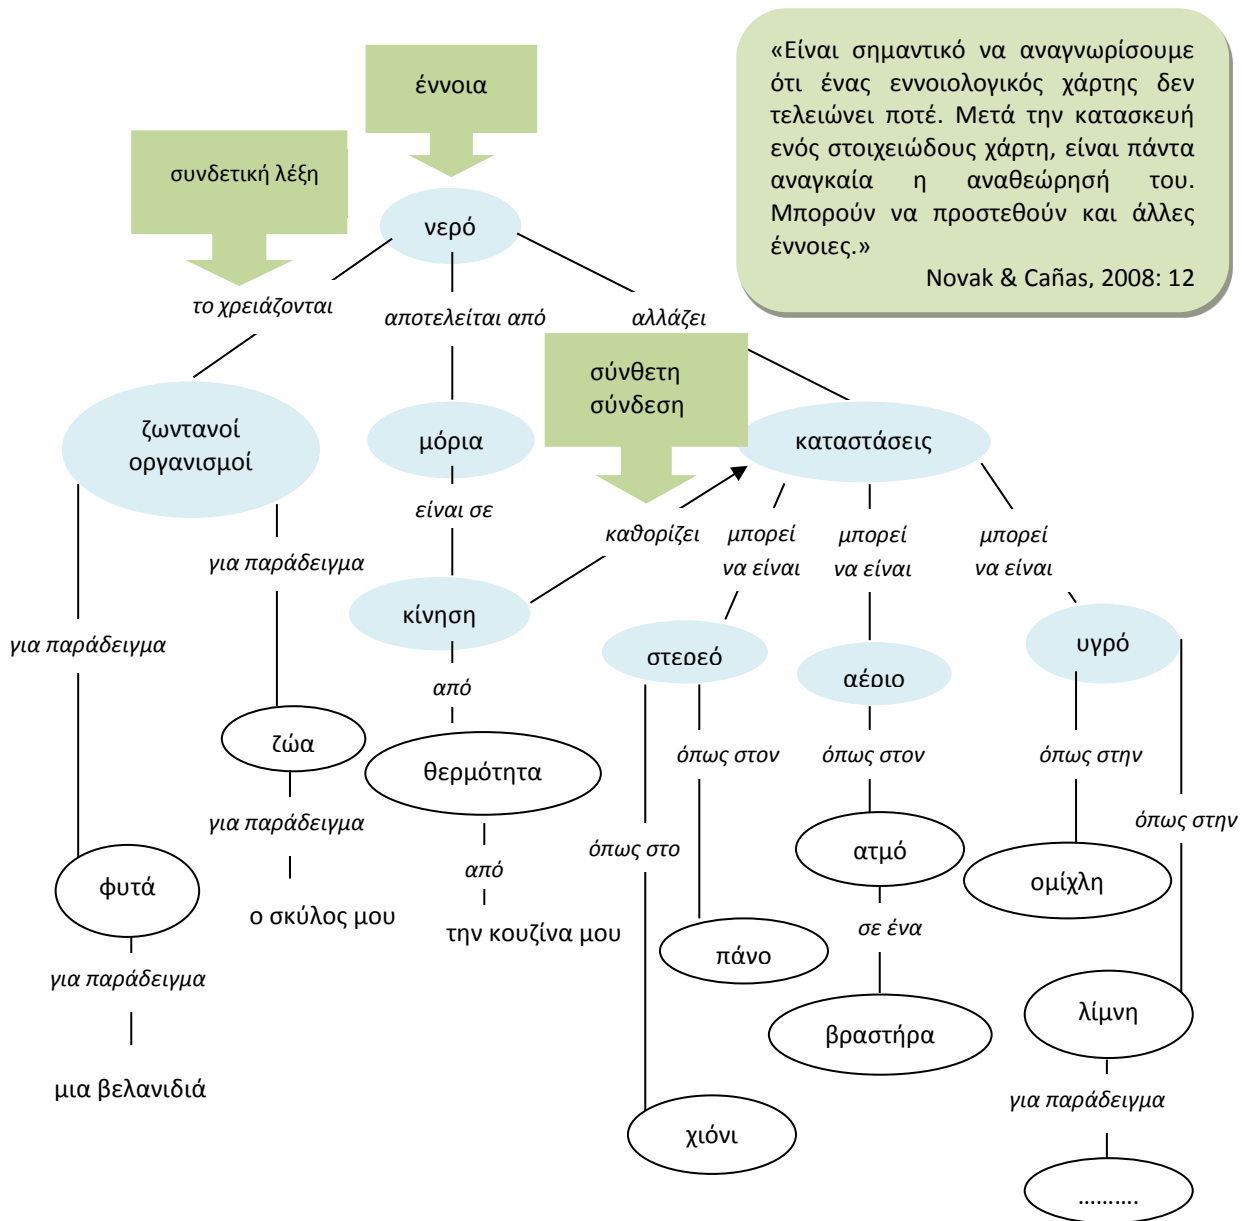 «Είναι σημαντικό να αναγνωρίσουμε
ότι ένας εννοιολογικός χάρτης δεν
τελειώνει ποτέ. Μετά την κατασκευή
ενός στοιχειώδους χάρτη, είναι πάντα
αναγκαία η αναθεώρησή του.
Μπορούν να προστεθούν και άλλες
έννοιες.»
Novak & Cañas, 2008: 12
έννοια
συνδετική λέξη
νερό
το χρειάζονται
αποτελείται από
αλλάζει
σύνθετη
σύνδεση
ζωντανοί
οργανισμοί
μόρια
καταστάσεις
είναι σε
καθορίζει
μπορεί
να είναι
μπορεί
να είναι
μπορεί
να είναι
για παράδειγμα
για παράδειγμα
κίνηση
στερεό
αέριο
υγρό
από
ζώα
θερμότητα
όπως στον
όπως στον
όπως στην
για παράδειγμα
όπως στο
όπως στην
φυτά
από
ατμό
ομίχλη
ο σκύλος μου
την κουζίνα μου
πάνο
σε ένα
για παράδειγμα
βραστήρα
λίμνη
μια βελανιδιά
χιόνι
για παράδειγμα
..........